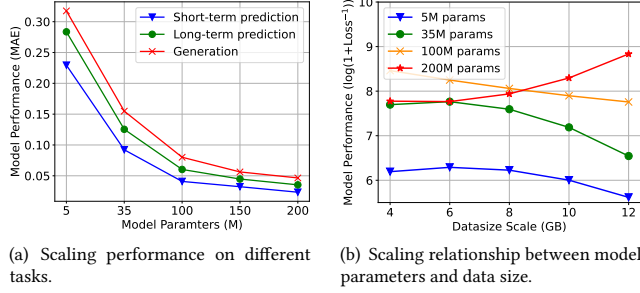 Model Performance (MAE)
0.30
0.25
0.20
0.15
0.10
0.05
Short-term prediction
Long-term prediction
Generation
5 35 100 150 200
Model Paramters (M)
(a) Scaling performance on different
tasks.
Model Performance (log(1+Loss⁻¹))
10
9
8
7
6
5M params
35M params
100M params
200M params
4 6 8 10 12
Datasize Scale (GB)
(b) Scaling relationship between model
parameters and data size.